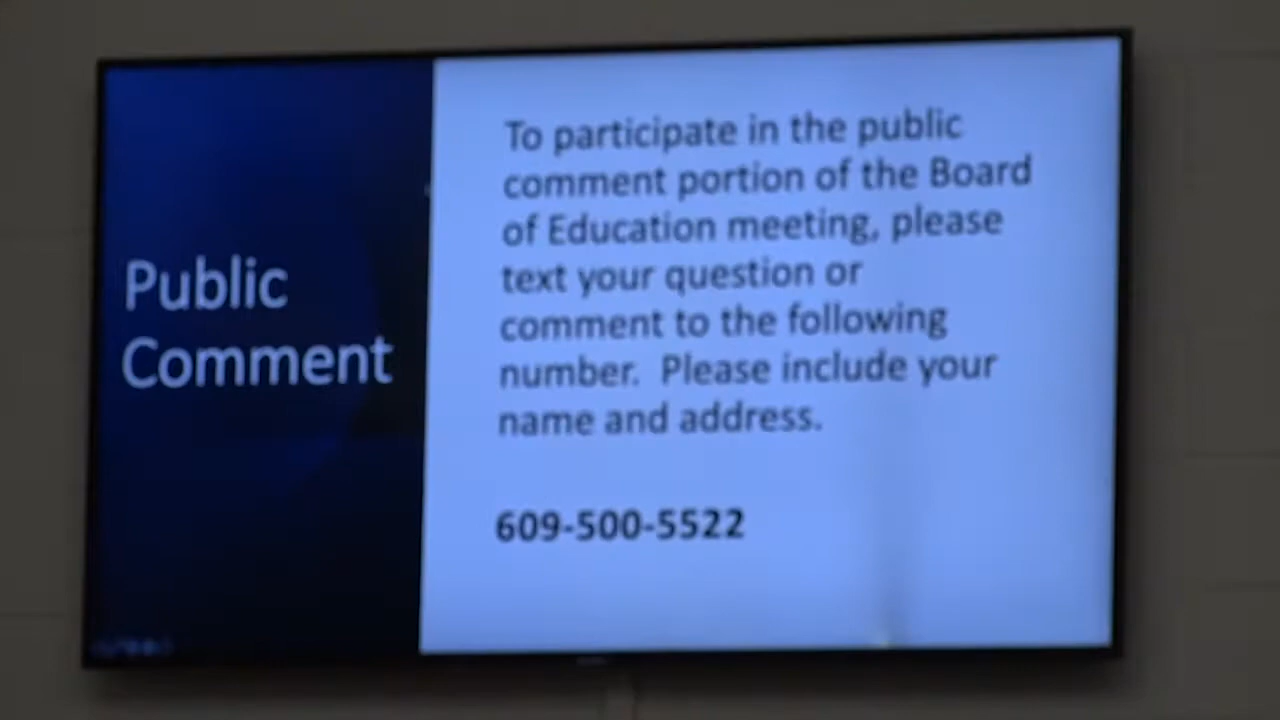 Public
Comment
To participate in the public
comment portion of the Board
of Education meeting, please
text your question or
comment to the following
number.  Please include your
name and address.
609-500-5522